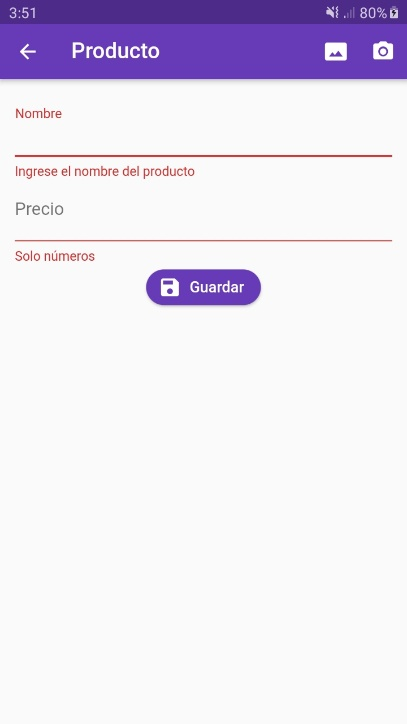 3:51 80%
Producto
Nombre
Ingrese el nombre del producto
Precio
Solo números
Guardar